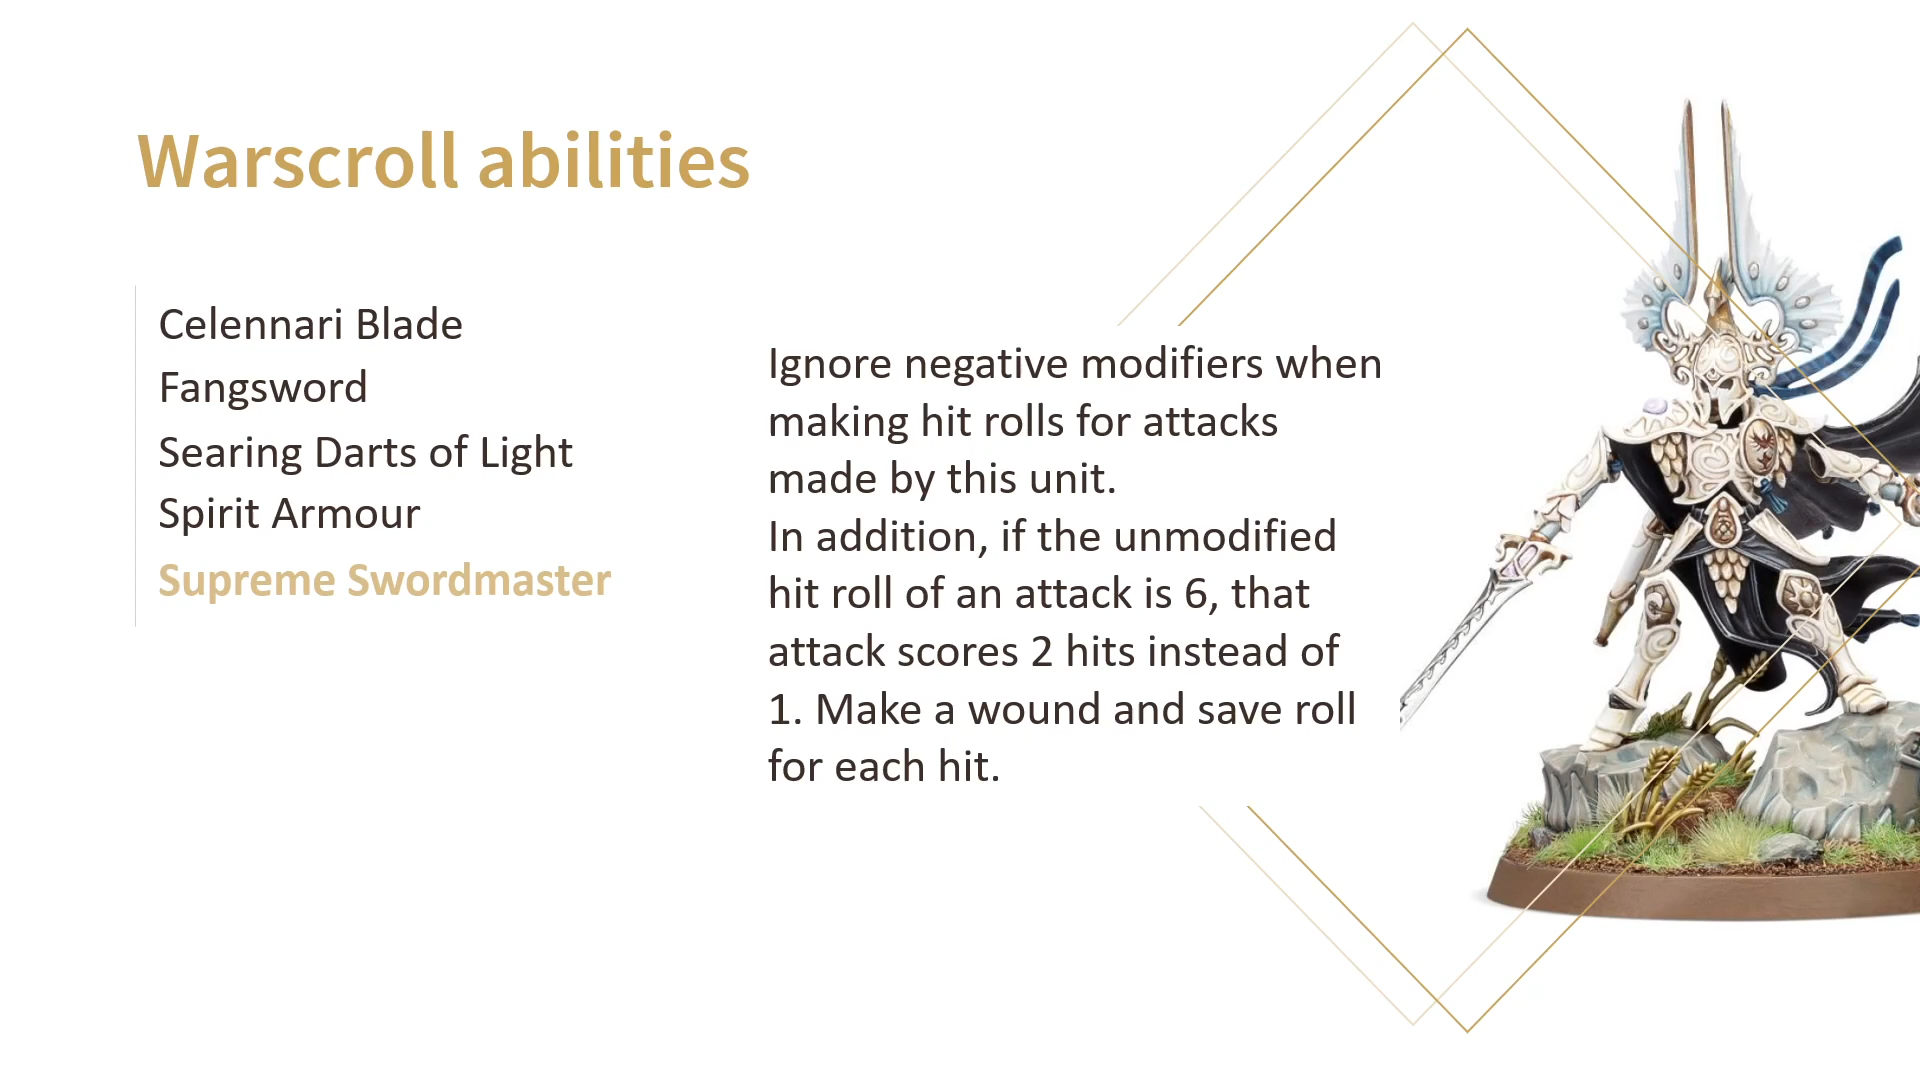 Warscroll abilities
Celennari Blade
Fangsword
Searing Darts of Light
Spirit Armour
Supreme Swordmaster
Ignore negative modifiers when
making hit rolls for attacks
made by this unit.
In addition, if the unmodified
hit roll of an attack is 6, that
attack scores 2 hits instead of
1. Make a wound and save roll
for each hit.